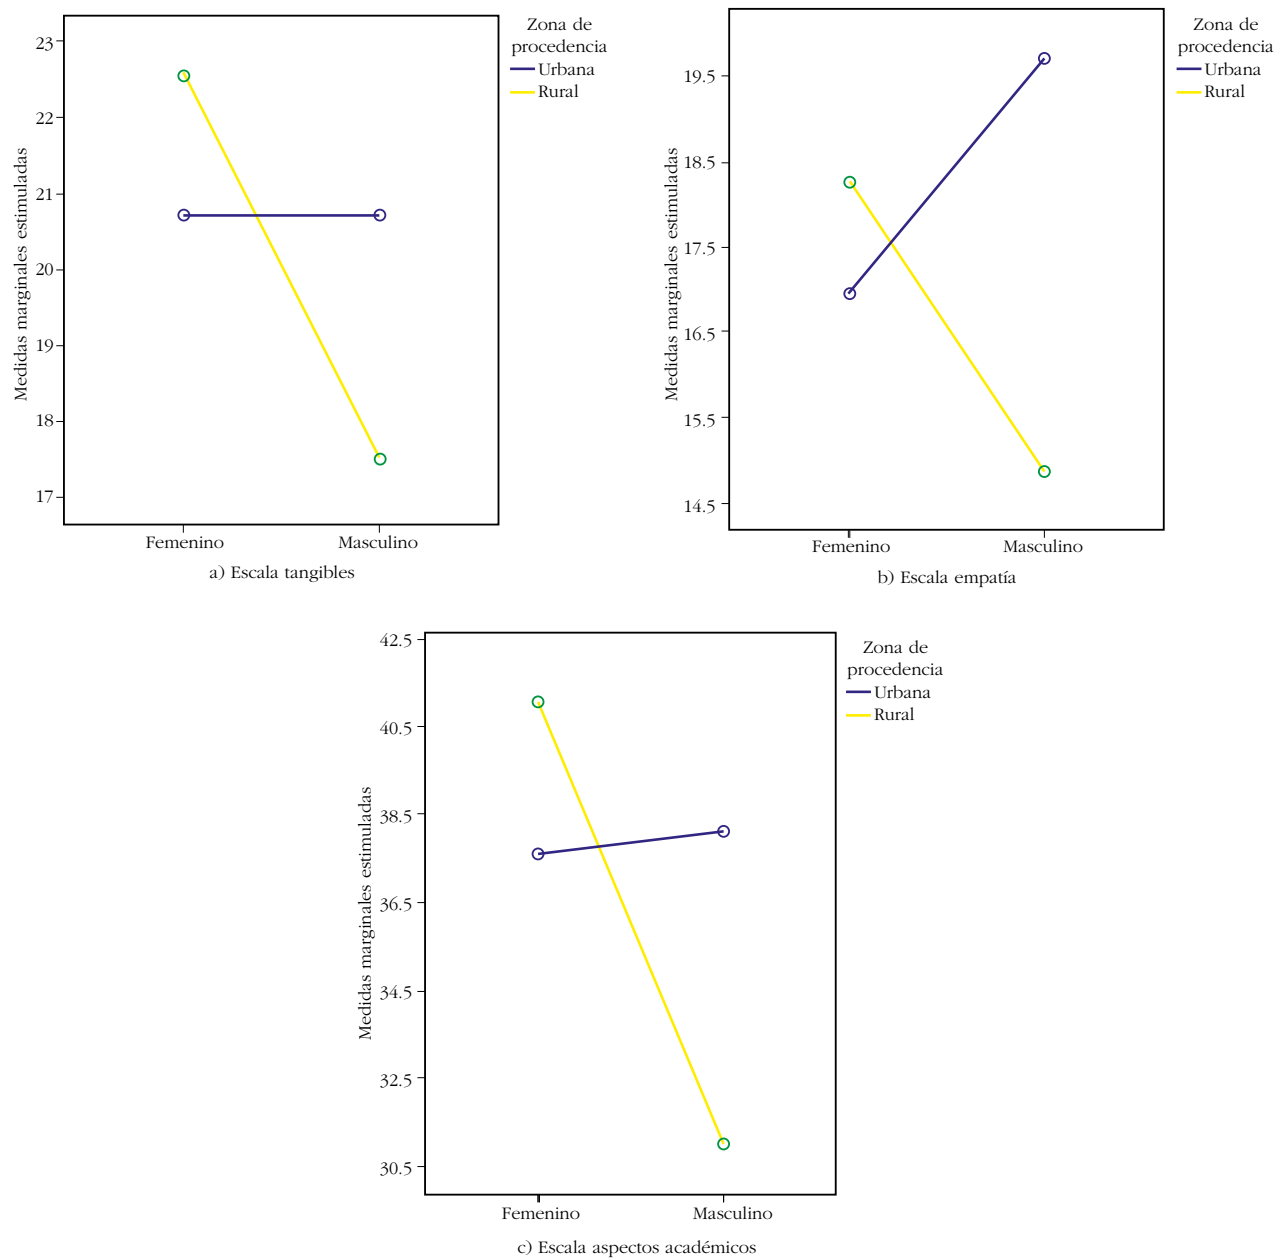 Zona de
procedencia
Urbana
Rural
Medidas marginales estimuladas
23
22
21
20
19
18
17
Femenino
Masculino
a) Escala tangibles
Zona de
procedencia
Urbana
Rural
Medidas marginales estimuladas
19.5
18.5
17.5
16.5
15.5
14.5
Femenino
Masculino
b) Escala empatía
Zona de
procedencia
Urbana
Rural
Medidas marginales estimuladas
42.5
40.5
38.5
36.5
34.5
32.5
30.5
Femenino
Masculino
c) Escala aspectos académicos